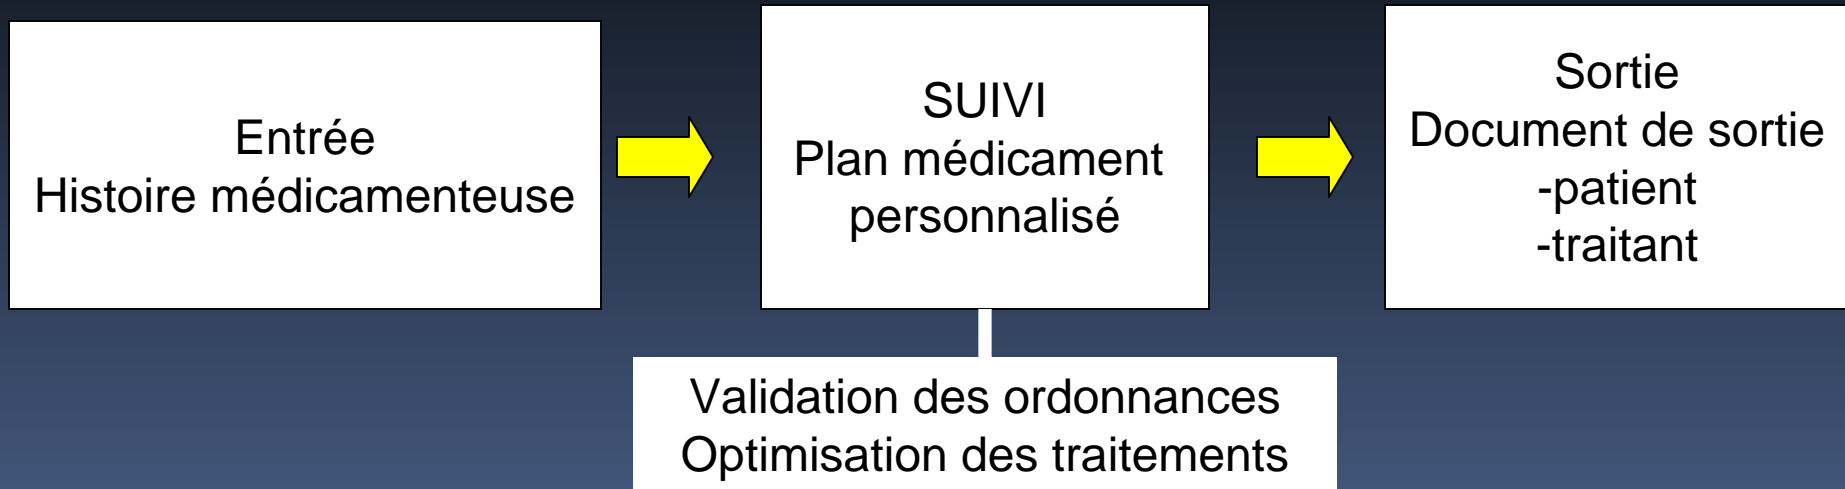 Entrée
Histoire médicamenteuse
SUIVI
Plan médicament
personnalisé
Sortie
Document de sortie
-patient
-traitant
Validation des ordonnances
Optimisation des traitements